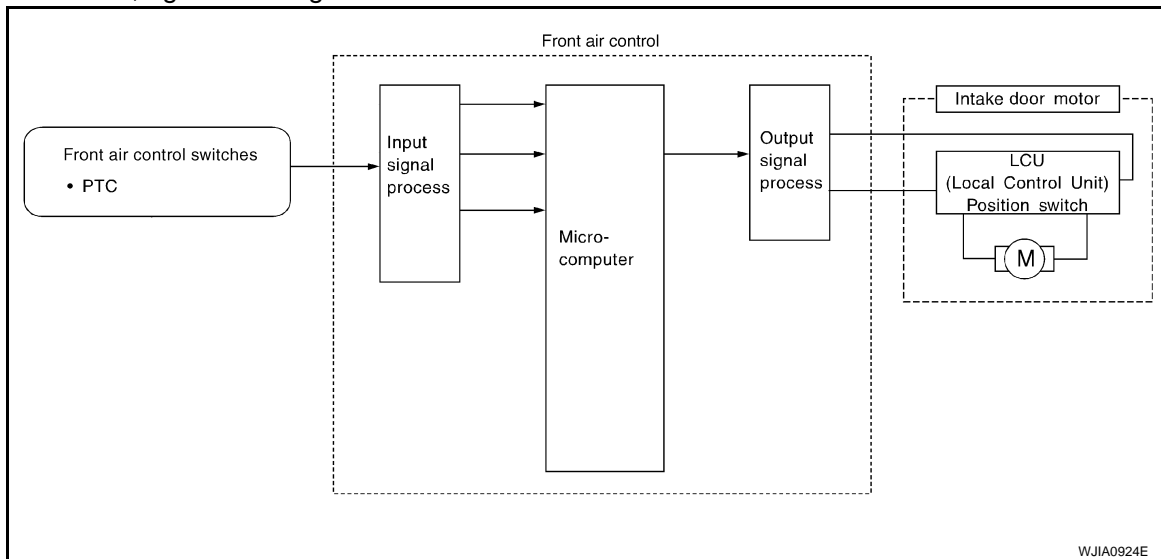 Front air control
Front air control switches
• PTC
Input
signal
process
Micro-
computer
Output
signal
process
Intake door motor
LCU
(Local Control Unit)
Position switch
M
WJIA0924E